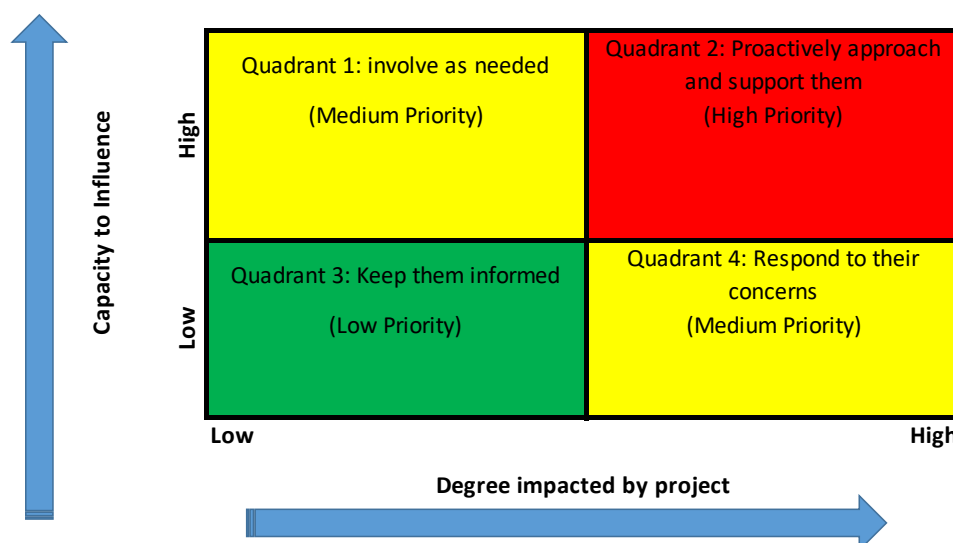 Quadrant 1: involve as needed
(Medium Priority)
Quadrant 2: Proactively approach
and support them
(High Priority)
Quadrant 3: Keep them informed
(Low Priority)
Quadrant 4: Respond to their
concerns
(Medium Priority)
Capacity to Influence
High
Low
Low
High
Degree impacted by project